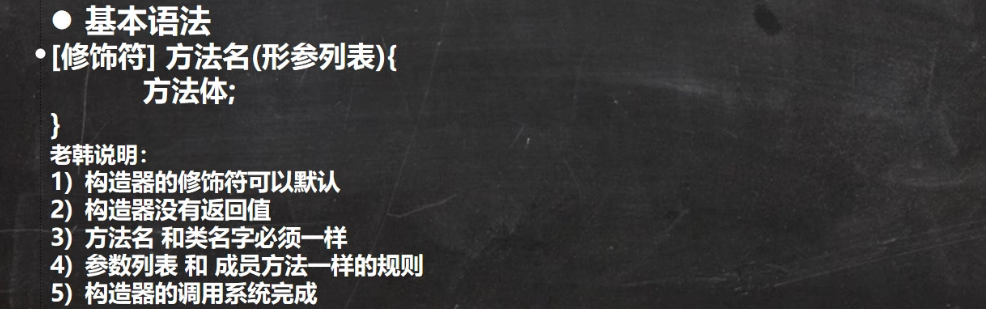 ● 基本语法
• [修饰符] 方法名(形参列表){
方法体;
}
老韩说明：
1）构造器的修饰符可以默认
2）构造器没有返回值
3）方法名 和类名字必须一样
4）参数列表 和 成员方法一样的规则
5）构造器的调用系统完成